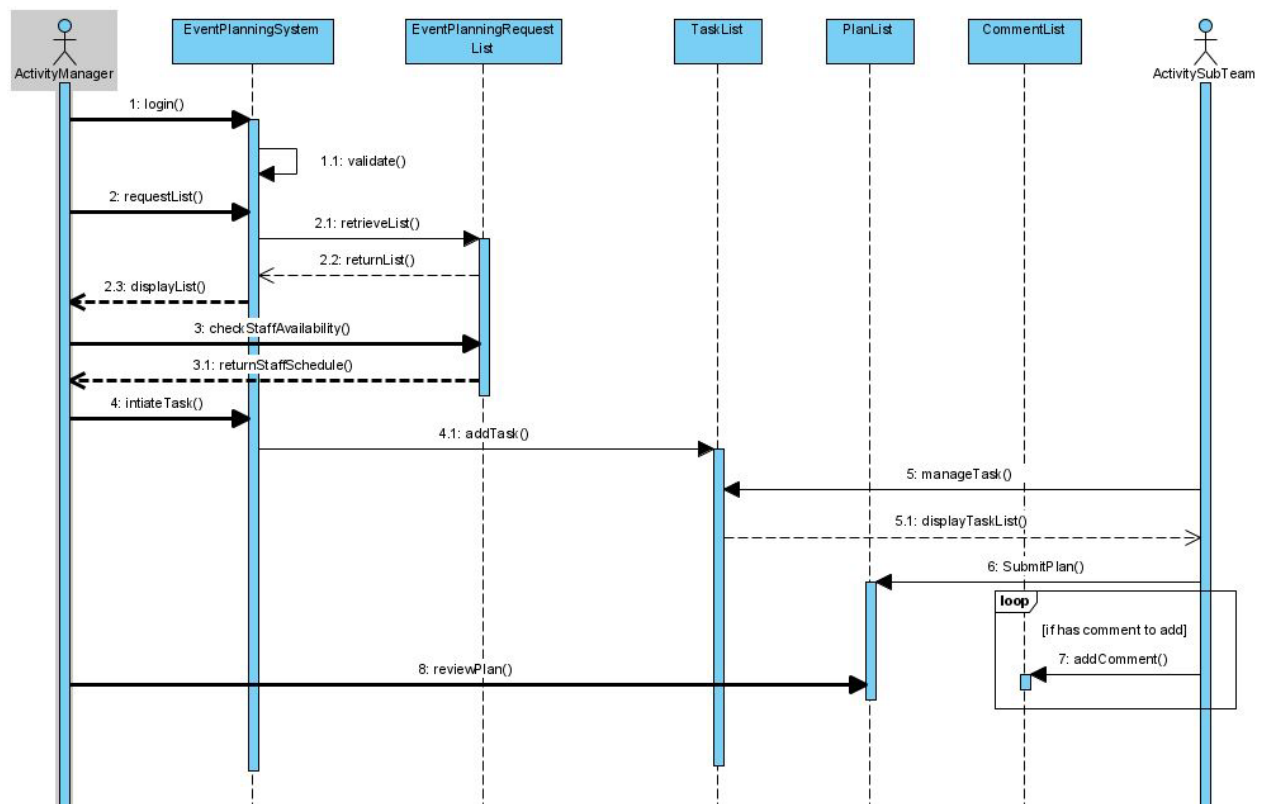 EventPlanningSystem
EventPlanningRequest
List
TaskList
PlanList
CommentList
ActivityManager
ActivitySubTeam
1: login()
1.1: validate()
2: requestList()
2.1: retrieveList()
2.2: returnList()
2.3: displayList()
3: checkStaffAvailability()
3.1: returnStaffSchedule()
4: intiateTask()
4.1: addTask()
5: manageTask()
5.1: displayTaskList()
6: SubmitPlan()
loop
[if has comment to add]
7: addComment()
8: reviewPlan()